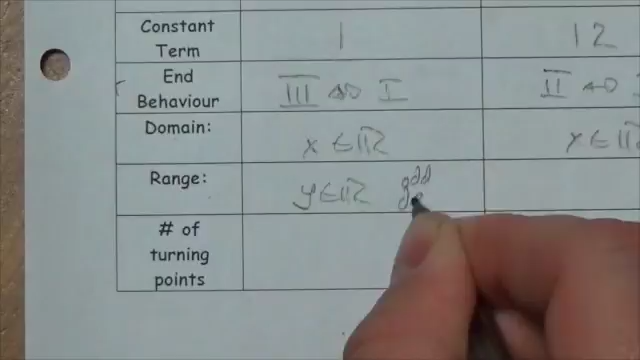 Constant Term 1 12
End Behaviour III ↔ I II ↔
Domain: x ∈ ℝ x ∈ ℝ
Range: y ∈ ℝ odd
# of turning points